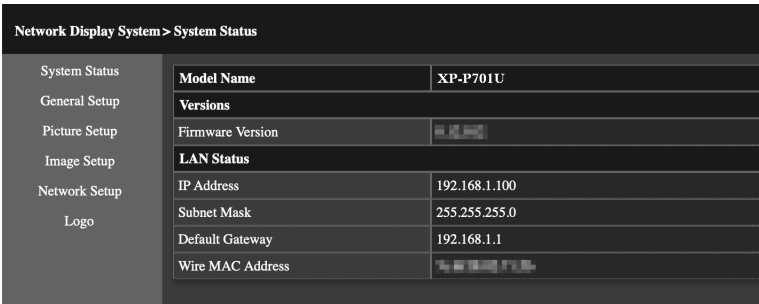 Network Display System > System Status
System Status
General Setup
Picture Setup
Image Setup
Network Setup
Logo
Model Name XP-P701U
Versions
Firmware Version
LAN Status
IP Address 192.168.1.100
Subnet Mask 255.255.255.0
Default Gateway 192.168.1.1
Wire MAC Address